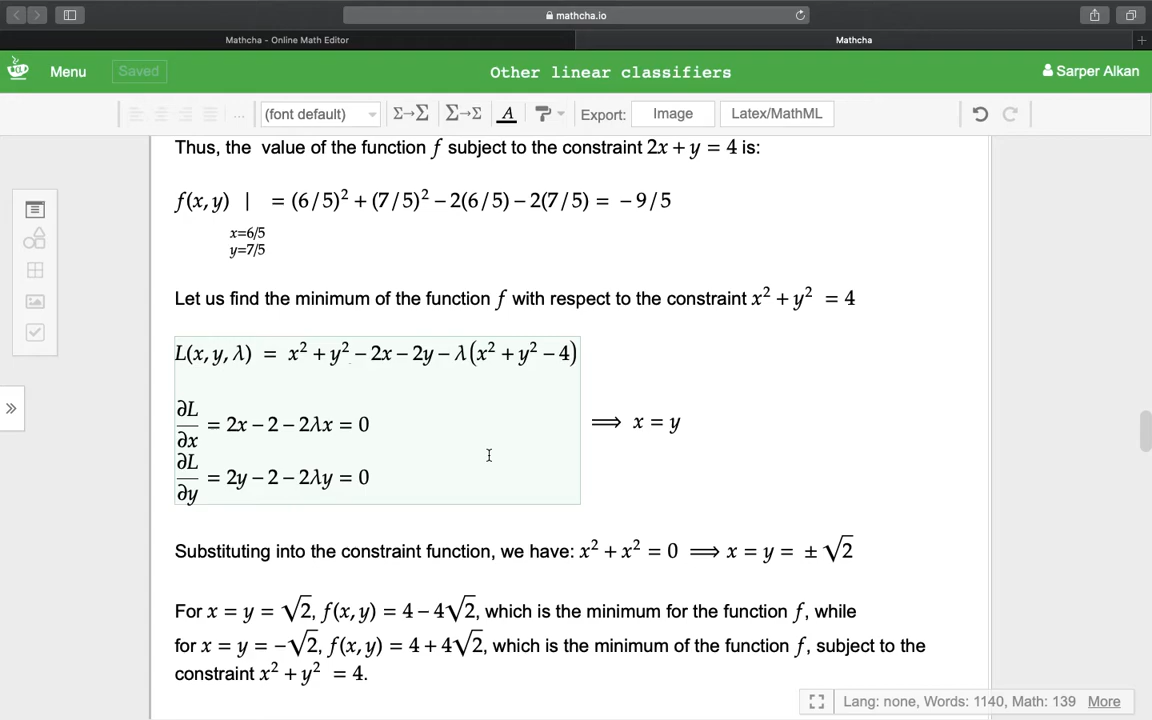 mathcha.io
Mathcha - Online Math Editor
Mathcha
Menu
Saved
Other linear classifiers
Sarper Alkan
... (font default) Σ→Σ Σ→Σ A Export: Image Latex/MathML
Thus, the value of the function f subject to the constraint 2x + y = 4 is:
f(x, y) | = (6/5)² + (7/5)² − 2(6/5) − 2(7/5) = − 9/5
x=6/5
y=7/5
Let us find the minimum of the function f with respect to the constraint x² + y² = 4
L(x, y, λ) = x² + y² − 2x − 2y − λ(x² + y² − 4)
∂L/∂x = 2x − 2 − 2λx = 0
⟹ x = y
∂L/∂y = 2y − 2 − 2λy = 0
Substituting into the constraint function, we have: x² + x² = 0 ⟹ x = y = ± √2
For x = y = √2, f(x, y) = 4 − 4√2, which is the minimum for the function f, while
for x = y = −√2, f(x, y) = 4 + 4√2, which is the minimum of the function f, subject to the
constraint x² + y² = 4.
Lang: none, Words: 1140, Math: 139 More